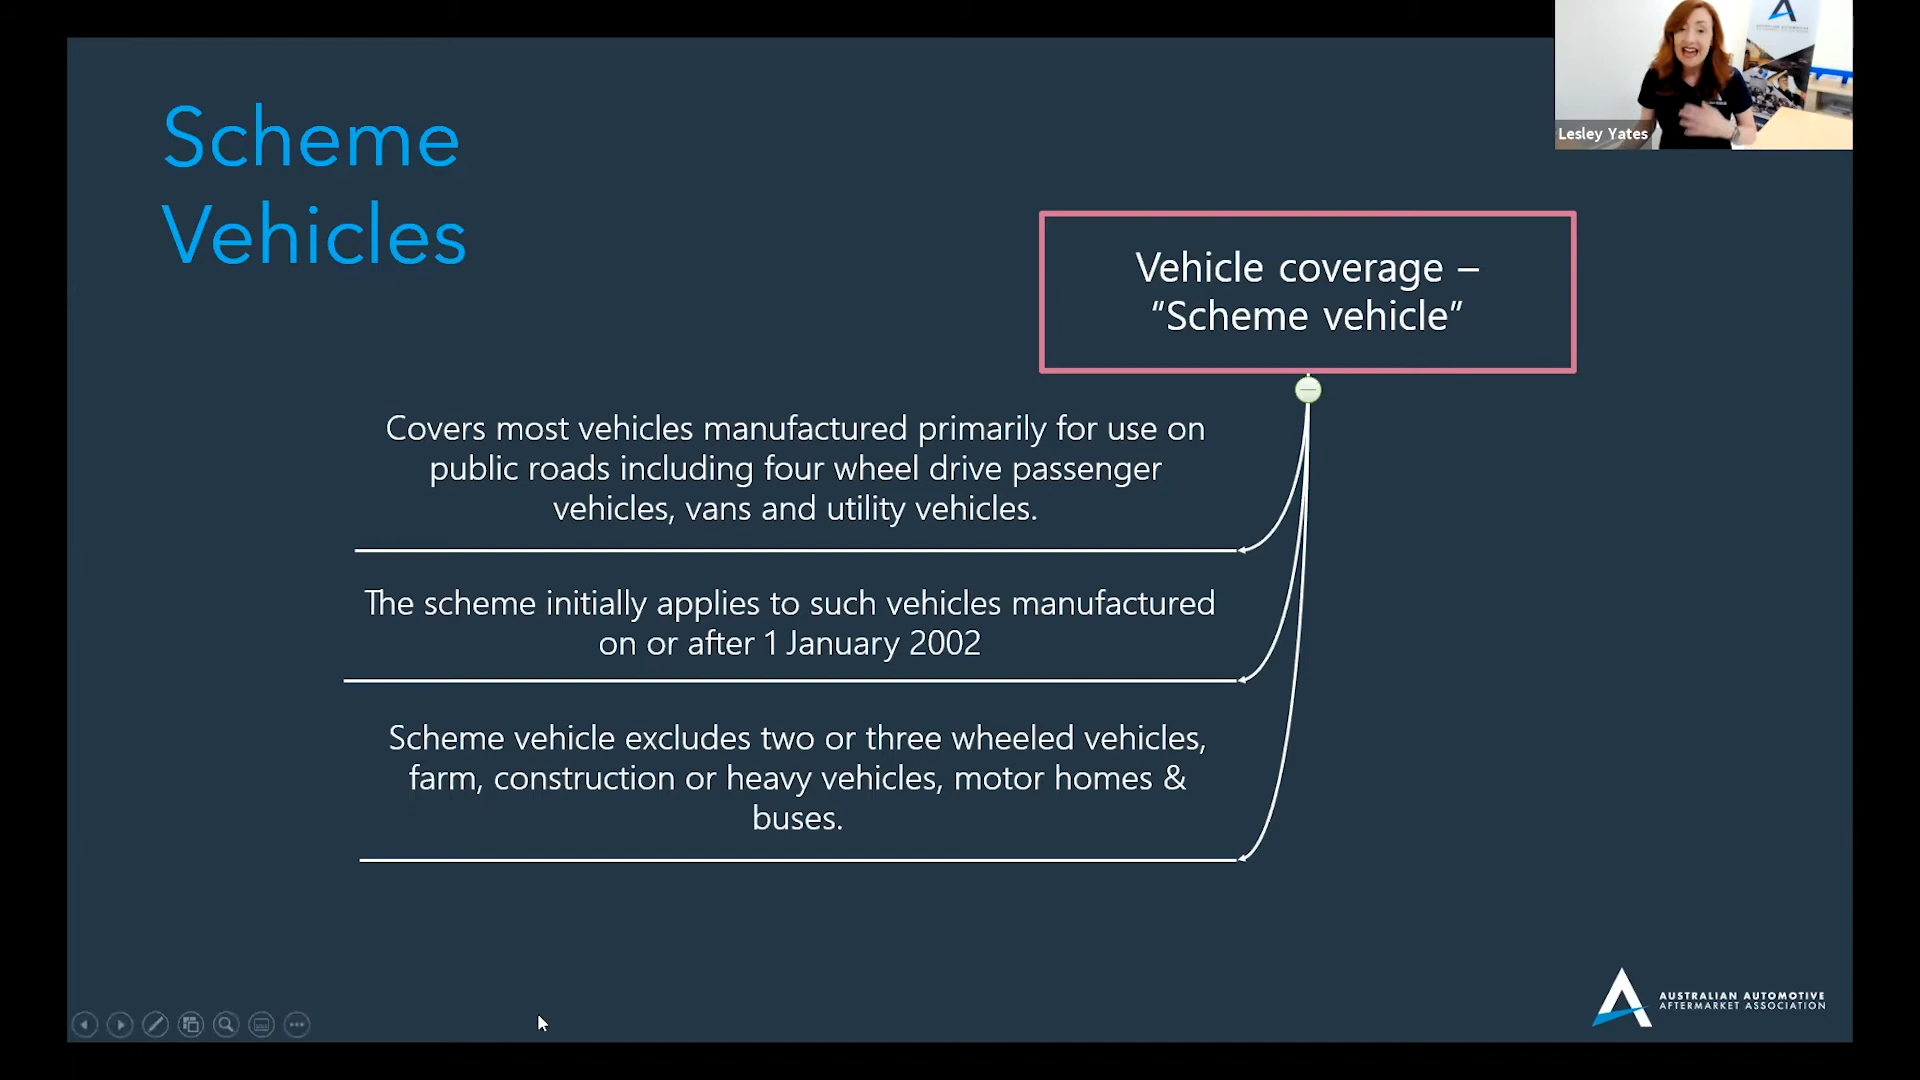 Scheme
Vehicles
Lesley Yates
Vehicle coverage –
“Scheme vehicle”
Covers most vehicles manufactured primarily for use on
public roads including four wheel drive passenger
vehicles, vans and utility vehicles.
The scheme initially applies to such vehicles manufactured
on or after 1 January 2002
Scheme vehicle excludes two or three wheeled vehicles,
farm, construction or heavy vehicles, motor homes &
buses.
AUSTRALIAN AUTOMOTIVE
AFTERMARKET ASSOCIATION